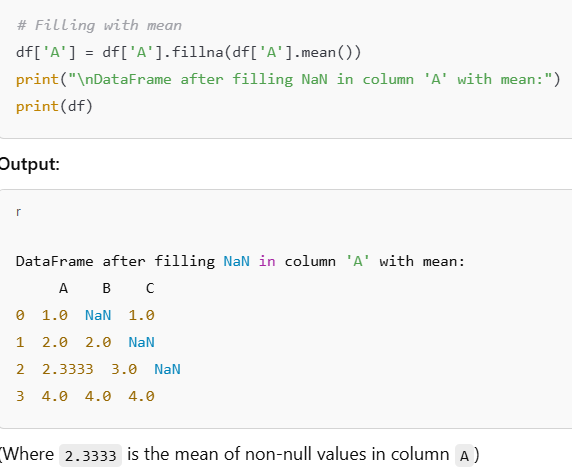 # Filling with mean
df['A'] = df['A'].fillna(df['A'].mean())
print("\nDataFrame after filling NaN in column 'A' with mean:")
print(df)
Output:
r
DataFrame after filling NaN in column 'A' with mean:
     A    B    C
0  1.0  NaN  1.0
1  2.0  2.0  NaN
2  2.3333  3.0  NaN
3  4.0  4.0  4.0
(Where 2.3333 is the mean of non-null values in column A)